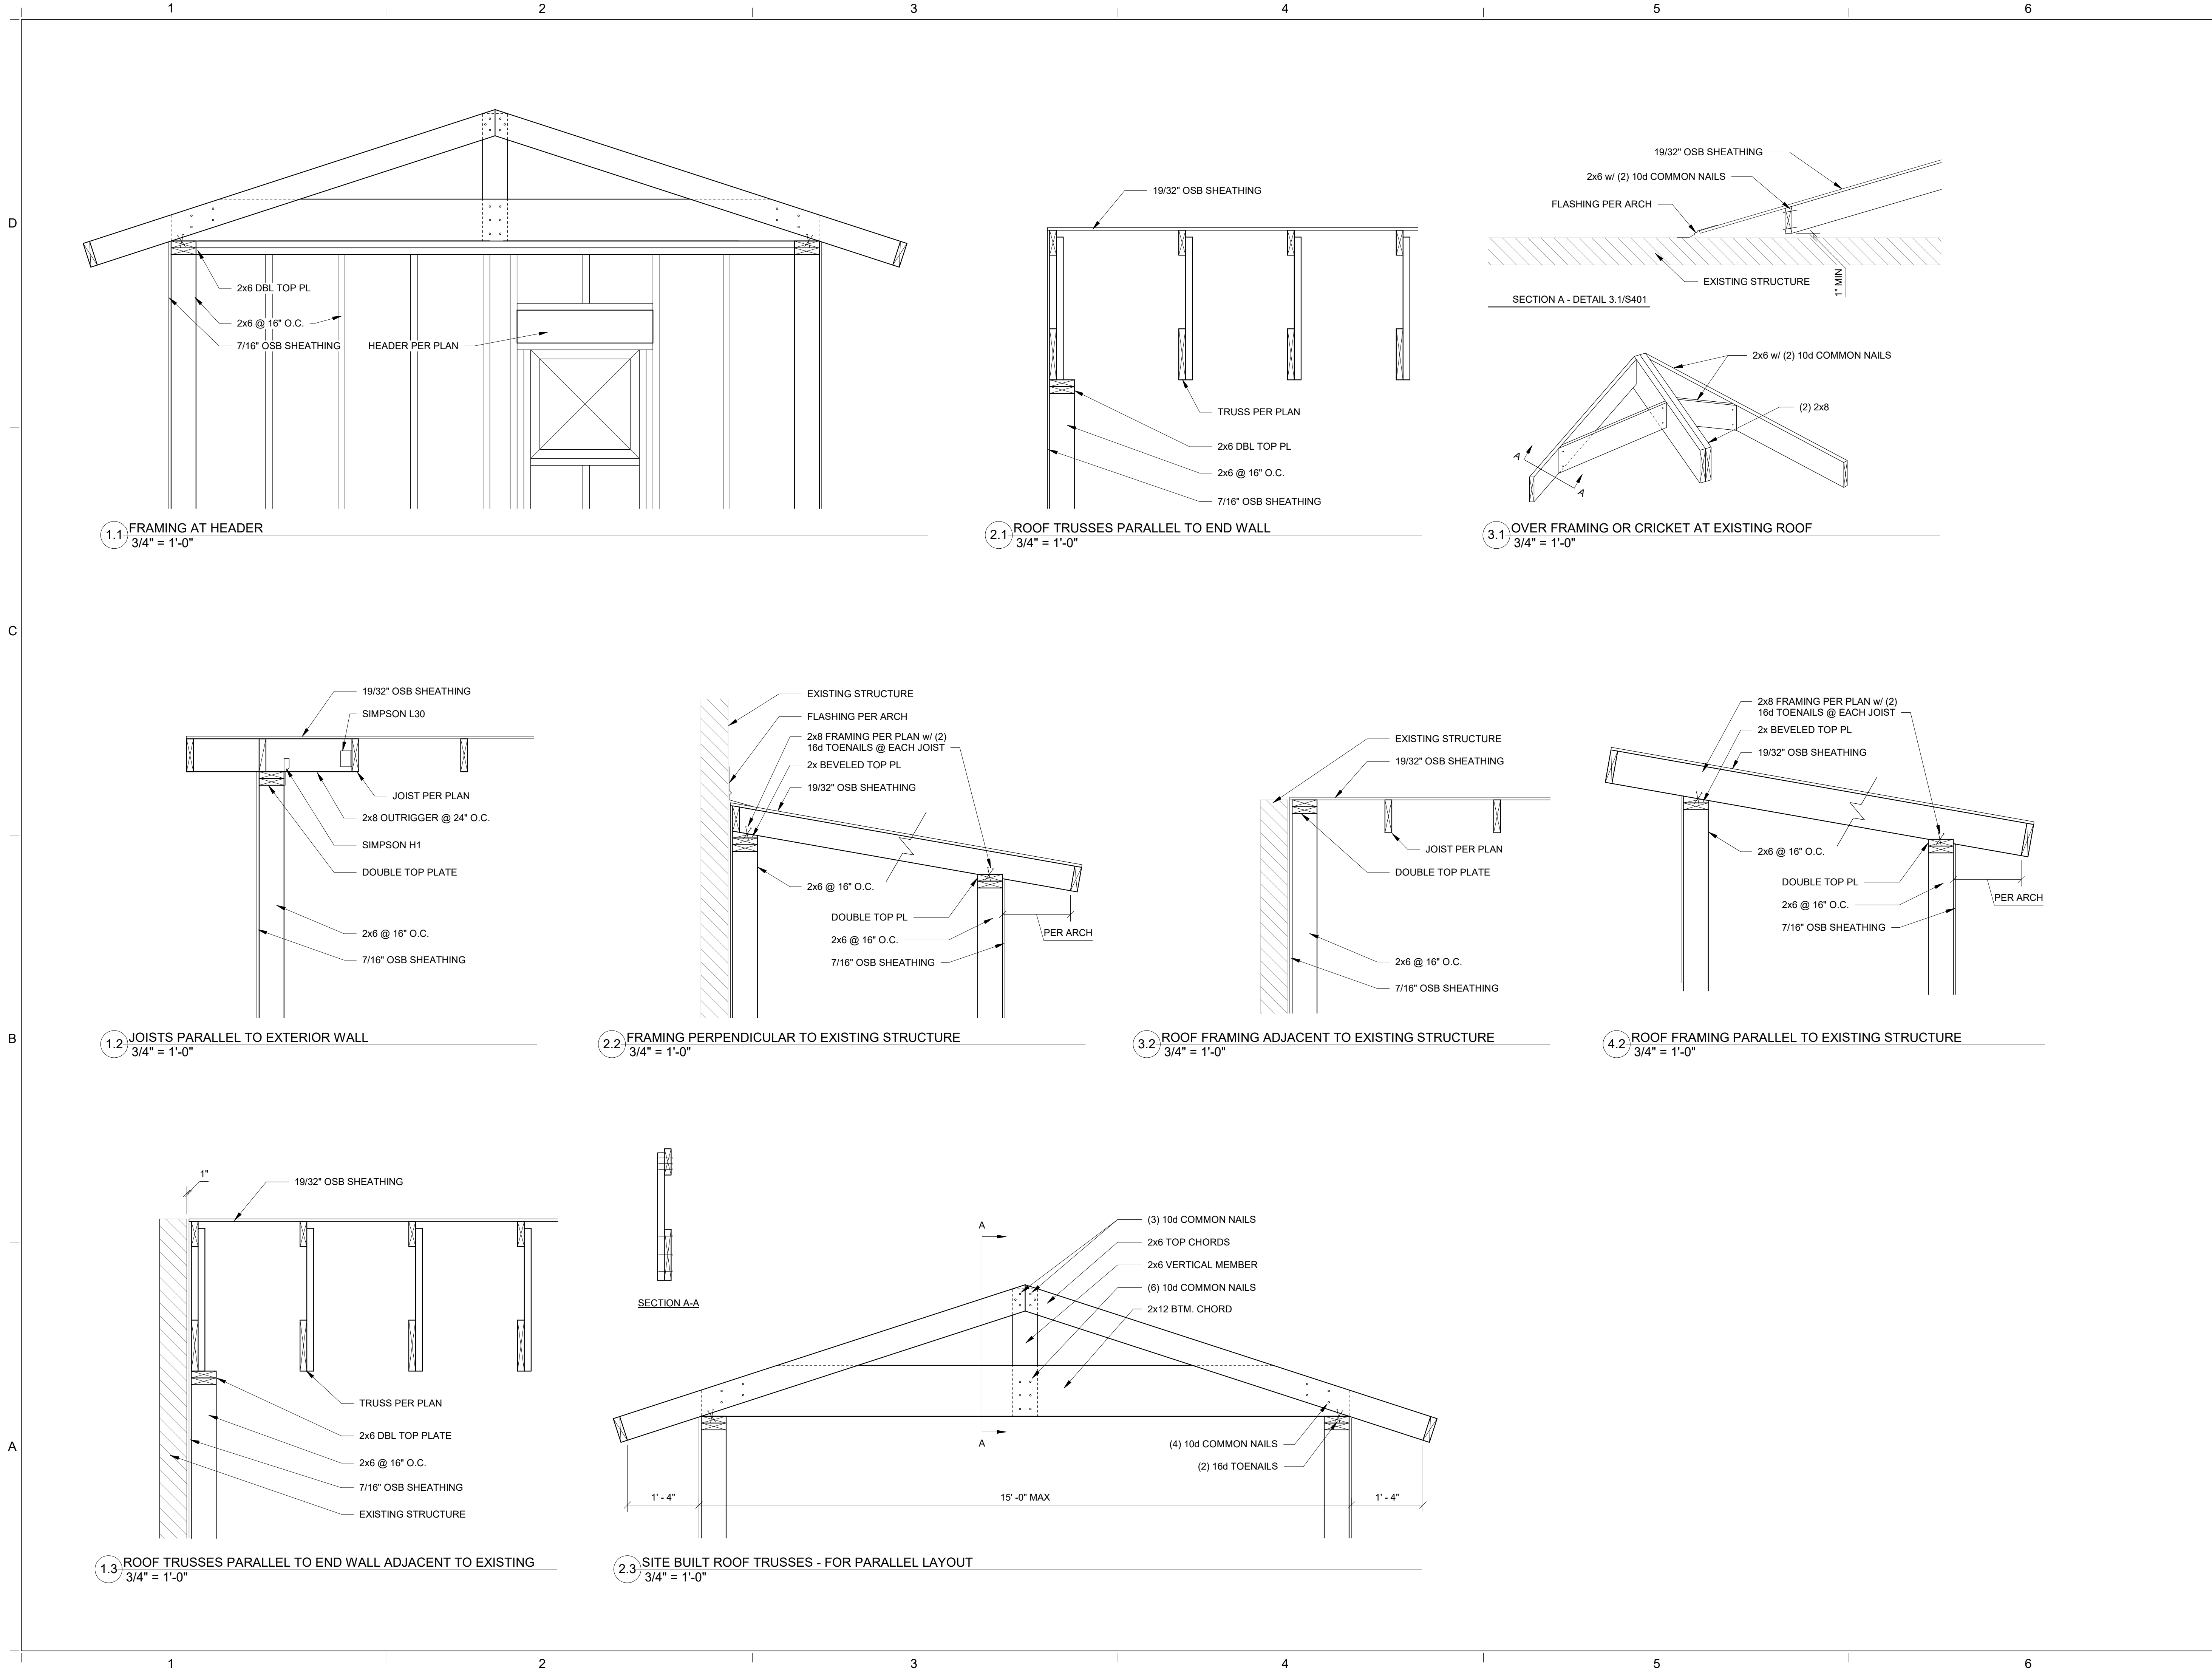 1 2 3 4 5 6
D
C
B
A
2x6 DBL TOP PL
2x6 @ 16" O.C.
7/16" OSB SHEATHING
HEADER PER PLAN
1.1 FRAMING AT HEADER
3/4" = 1'-0"
19/32" OSB SHEATHING
TRUSS PER PLAN
2x6 DBL TOP PL
2x6 @ 16" O.C.
7/16" OSB SHEATHING
2.1 ROOF TRUSSES PARALLEL TO END WALL
3/4" = 1'-0"
19/32" OSB SHEATHING
2x6 w/ (2) 10d COMMON NAILS
FLASHING PER ARCH
EXISTING STRUCTURE
1" MIN
SECTION A - DETAIL 3.1/S401
2x6 w/ (2) 10d COMMON NAILS
(2) 2x8
A
A
3.1 OVER FRAMING OR CRICKET AT EXISTING ROOF
3/4" = 1'-0"
19/32" OSB SHEATHING
SIMPSON L30
JOIST PER PLAN
2x8 OUTRIGGER @ 24" O.C.
SIMPSON H1
DOUBLE TOP PLATE
2x6 @ 16" O.C.
7/16" OSB SHEATHING
1.2 JOISTS PARALLEL TO EXTERIOR WALL
3/4" = 1'-0"
EXISTING STRUCTURE
FLASHING PER ARCH
2x8 FRAMING PER PLAN w/ (2)
16d TOENAILS @ EACH JOIST
2x BEVELED TOP PL
19/32" OSB SHEATHING
2x6 @ 16" O.C.
DOUBLE TOP PL
2x6 @ 16" O.C.
7/16" OSB SHEATHING
PER ARCH
2.2 FRAMING PERPENDICULAR TO EXISTING STRUCTURE
3/4" = 1'-0"
EXISTING STRUCTURE
19/32" OSB SHEATHING
JOIST PER PLAN
DOUBLE TOP PLATE
2x6 @ 16" O.C.
7/16" OSB SHEATHING
3.2 ROOF FRAMING ADJACENT TO EXISTING STRUCTURE
3/4" = 1'-0"
2x8 FRAMING PER PLAN w/ (2)
16d TOENAILS @ EACH JOIST
2x BEVELED TOP PL
19/32" OSB SHEATHING
2x6 @ 16" O.C.
DOUBLE TOP PL
2x6 @ 16" O.C.
7/16" OSB SHEATHING
PER ARCH
4.2 ROOF FRAMING PARALLEL TO EXISTING STRUCTURE
3/4" = 1'-0"
1"
19/32" OSB SHEATHING
TRUSS PER PLAN
2x6 DBL TOP PLATE
2x6 @ 16" O.C.
7/16" OSB SHEATHING
EXISTING STRUCTURE
1.3 ROOF TRUSSES PARALLEL TO END WALL ADJACENT TO EXISTING
3/4" = 1'-0"
SECTION A-A
A
A
(3) 10d COMMON NAILS
2x6 TOP CHORDS
2x6 VERTICAL MEMBER
(6) 10d COMMON NAILS
2x12 BTM. CHORD
(4) 10d COMMON NAILS
(2) 16d TOENAILS
1' - 4"
15' -0" MAX
1' - 4"
2.3 SITE BUILT ROOF TRUSSES - FOR PARALLEL LAYOUT
3/4" = 1'-0"
1 2 3 4 5 6